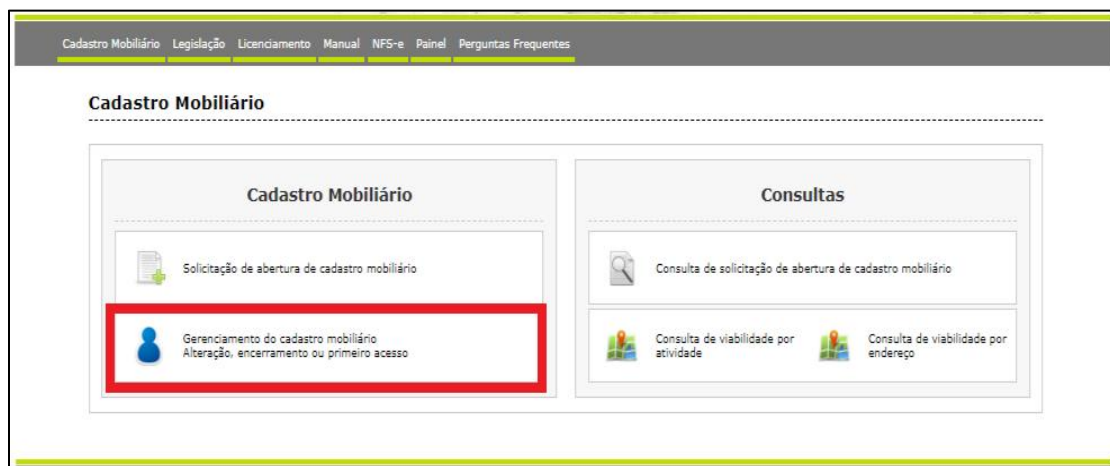 Cadastro Mobiliário Legislação Licenciamento Manual NFS-e Painel Perguntas Frequentes
Cadastro Mobiliário
Cadastro Mobiliário
Solicitação de abertura de cadastro mobiliário
Gerenciamento do cadastro mobiliário
Alteração, encerramento ou primeiro acesso
Consultas
Consulta de solicitação de abertura de cadastro mobiliário
Consulta de viabilidade por
atividade
Consulta de viabilidade por
endereço